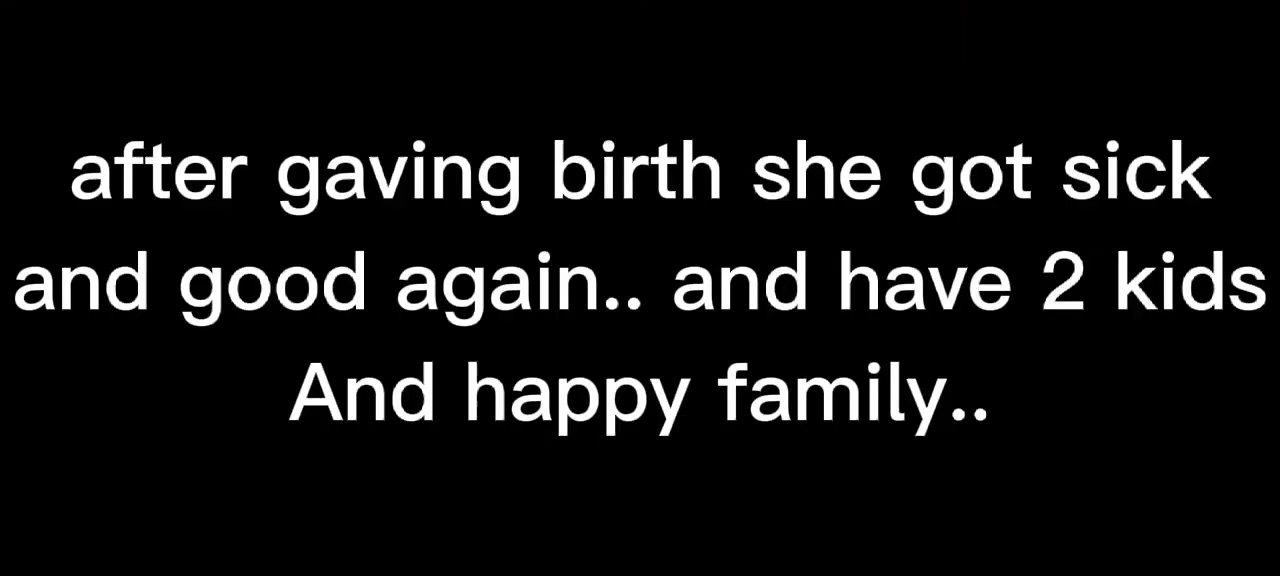 after gaving birth she got sick
and good again.. and have 2 kids
And happy family..